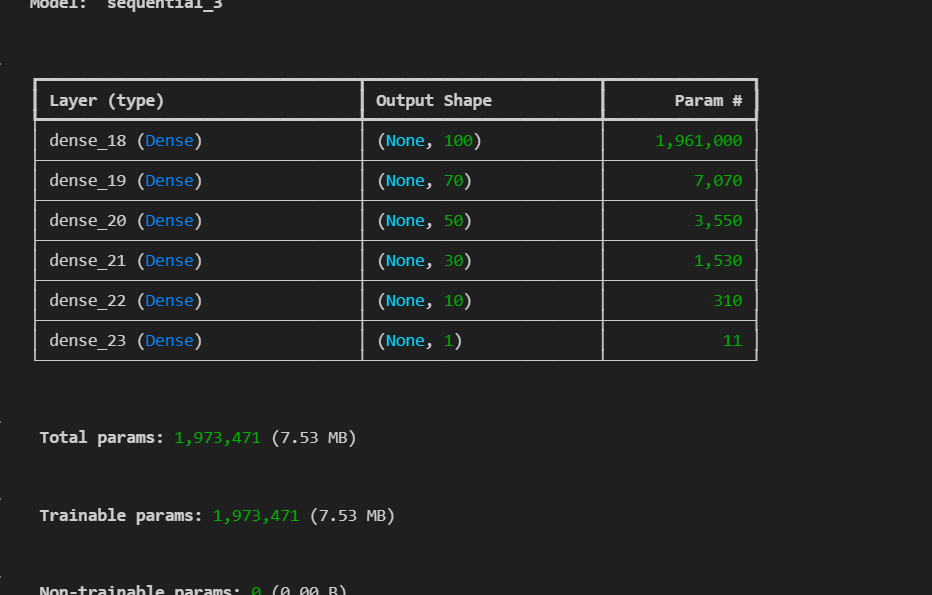 Model: "sequential_3"
Layer (type) Output Shape Param #
dense_18 (Dense) (None, 100) 1,961,000
dense_19 (Dense) (None, 70) 7,070
dense_20 (Dense) (None, 50) 3,550
dense_21 (Dense) (None, 30) 1,530
dense_22 (Dense) (None, 10) 310
dense_23 (Dense) (None, 1) 11
Total params: 1,973,471 (7.53 MB)
Trainable params: 1,973,471 (7.53 MB)
Non-trainable params: 0 (0.00 B)